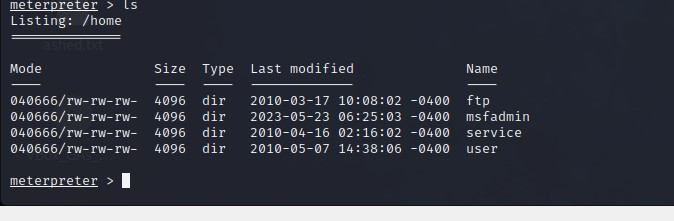 meterpreter > ls
Listing: /home
==============
ashed.txt
Mode Size Type Last modified Name
---- ---- ---- ------------- ----
040666/rw-rw-rw- 4096 dir 2010-03-17 10:08:02 -0400 ftp
040666/rw-rw-rw- 4096 dir 2023-05-23 06:25:03 -0400 msfadmin
040666/rw-rw-rw- 4096 dir 2010-04-16 02:16:02 -0400 service
040666/rw-rw-rw- 4096 dir 2010-05-07 14:38:06 -0400 user
meterpreter >